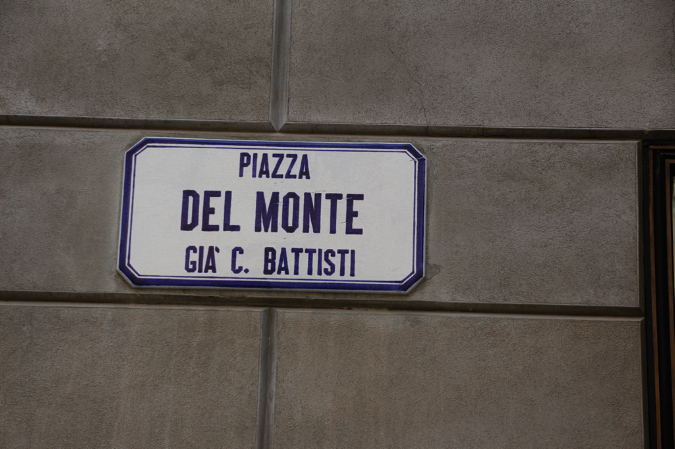 PIAZZA
DEL MONTE
GIA' C. BATTISTI